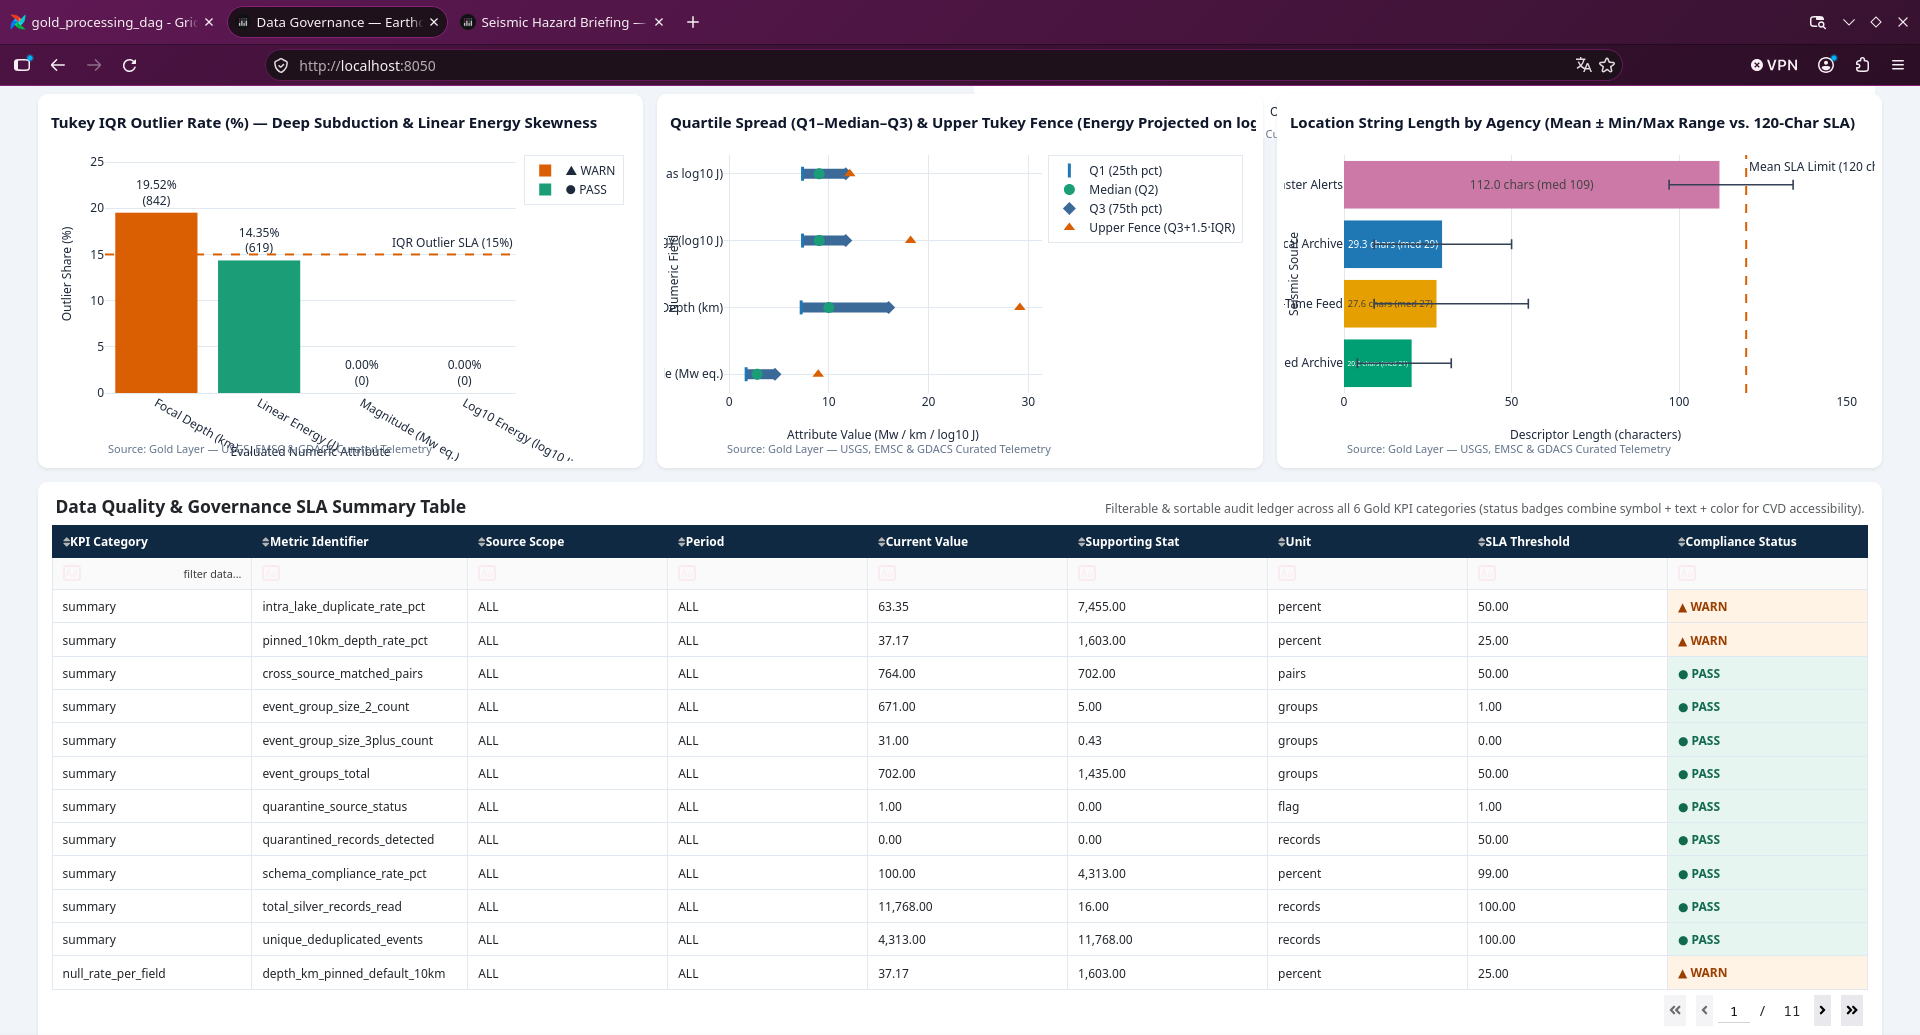 gold_processing_dag - Gri
Data Governance — Earth
Seismic Hazard Briefing —
http://localhost:8050
VPN
Tukey IQR Outlier Rate (%) — Deep Subduction & Linear Energy Skewness
25
20
15
10
5
0
Outlier Share (%)
19.52%
(842)
14.35%
(619)
0.00%
(0)
0.00%
(0)
IQR Outlier SLA (15%)
▲ WARN
● PASS
Focal Depth (km)
Linear Energy (J)
Magnitude (Mw eq.)
Log10 Energy (log10 J
Evaluated Numeric Attribute
Source: Gold Layer — USGS, EMSC & GDACS Curated Telemetry
Quartile Spread (Q1–Median–Q3) & Upper Tukey Fence (Energy Projected on log
as log10 J)
(log10 J)
Depth (km)
e (Mw eq.)
Numeric Field
0
10
20
30
Attribute Value (Mw / km / log10 J)
Q1 (25th pct)
Median (Q2)
Q3 (75th pct)
Upper Fence (Q3+1.5·IQR)
Source: Gold Layer — USGS, EMSC & GDACS Curated Telemetry
Cu
Location String Length by Agency (Mean ± Min/Max Range vs. 120-Char SLA)
Mean SLA Limit (120 ch
ster Alerts
112.0 chars (med 109)
Archive
29.3 chars (med 29)
-Time Feed
27.6 chars (med 27)
ed Archive
Seismic Source
0
50
100
150
Descriptor Length (characters)
Source: Gold Layer — USGS, EMSC & GDACS Curated Telemetry
Data Quality & Governance SLA Summary Table
Filterable & sortable audit ledger across all 6 Gold KPI categories (status badges combine symbol + text + color for CVD accessibility).
KPI Category Metric Identifier Source Scope Period Current Value Supporting Stat Unit SLA Threshold Compliance Status
Aa filter data... Aa Aa Aa Aa Aa Aa Aa Aa
summary intra_lake_duplicate_rate_pct ALL ALL 63.35 7,455.00 percent 50.00 ▲ WARN
summary pinned_10km_depth_rate_pct ALL ALL 37.17 1,603.00 percent 25.00 ▲ WARN
summary cross_source_matched_pairs ALL ALL 764.00 702.00 pairs 50.00 ● PASS
summary event_group_size_2_count ALL ALL 671.00 5.00 groups 1.00 ● PASS
summary event_group_size_3plus_count ALL ALL 31.00 0.43 groups 0.00 ● PASS
summary event_groups_total ALL ALL 702.00 1,435.00 groups 50.00 ● PASS
summary quarantine_source_status ALL ALL 1.00 0.00 flag 1.00 ● PASS
summary quarantined_records_detected ALL ALL 0.00 0.00 records 50.00 ● PASS
summary schema_compliance_rate_pct ALL ALL 100.00 4,313.00 percent 99.00 ● PASS
summary total_silver_records_read ALL ALL 11,768.00 16.00 records 100.00 ● PASS
summary unique_deduplicated_events ALL ALL 4,313.00 11,768.00 records 100.00 ● PASS
null_rate_per_field depth_km_pinned_default_10km ALL ALL 37.17 1,603.00 percent 25.00 ▲ WARN
1 / 11